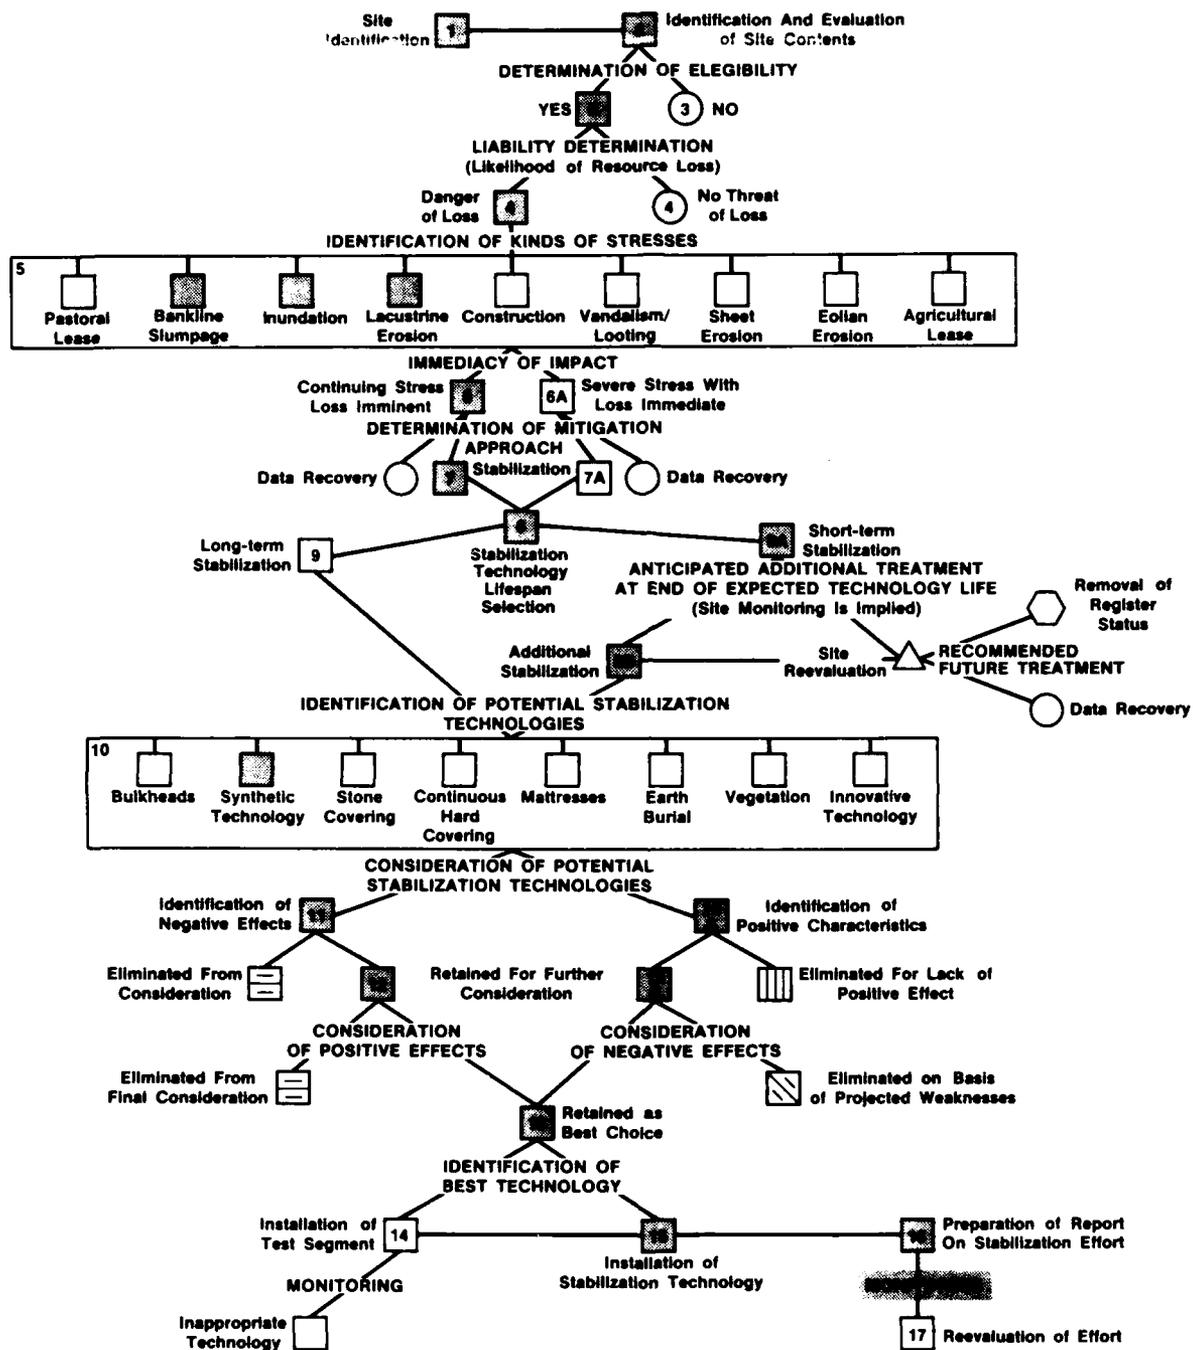 Site
Identification
1
Identification And Evaluation
of Site Contents
DETERMINATION OF ELEGIBILITY
YES
3
NO
LIABILITY DETERMINATION
(Likelihood of Resource Loss)
Danger
of Loss
4
4
No Threat
of Loss
IDENTIFICATION OF KINDS OF STRESSES
5
Pastoral
Lease
Bankline
Slumpage
Inundation
Lacustrine
Erosion
Construction
Vandalism/
Looting
Sheet
Erosion
Eolian
Erosion
Agricultural
Lease
IMMEDIACY OF IMPACT
Continuing Stress
Loss Imminent
6
6A
Severe Stress With
Loss Immediate
DETERMINATION OF MITIGATION
APPROACH
Data Recovery
7
Stabilization
7A
Data Recovery
Long-term
Stabilization
9
Stabilization
Technology
Lifespan
Selection
9A
Short-term
Stabilization
ANTICIPATED ADDITIONAL TREATMENT
AT END OF EXPECTED TECHNOLOGY LIFE
(Site Monitoring Is Implied)
Removal of
Register
Status
Additional
Stabilization
Site
Reevaluation
RECOMMENDED
FUTURE TREATMENT
Data Recovery
IDENTIFICATION OF POTENTIAL STABILIZATION
TECHNOLOGIES
10
Bulkheads
Synthetic
Technology
Stone
Covering
Continuous
Hard
Covering
Mattresses
Earth
Burial
Vegetation
Innovative
Technology
CONSIDERATION OF POTENTIAL
STABILIZATION TECHNOLOGIES
Identification of
Negative Effects
11
Identification of
Positive Characteristics
Eliminated From
Consideration
12
Retained For Further
Consideration
Eliminated For Lack of
Positive Effect
CONSIDERATION
OF POSITIVE EFFECTS
CONSIDERATION
OF NEGATIVE EFFECTS
Eliminated From
Final Consideration
Eliminated on Basis
of Projected Weaknesses
Retained as
Best Choice
IDENTIFICATION OF
BEST TECHNOLOGY
Installation of
Test Segment
14
15
Installation of
Stabilization Technology
16
Preparation of Report
On Stabilization Effort
MONITORING
Inappropriate
Technology
17
Reevaluation of Effort